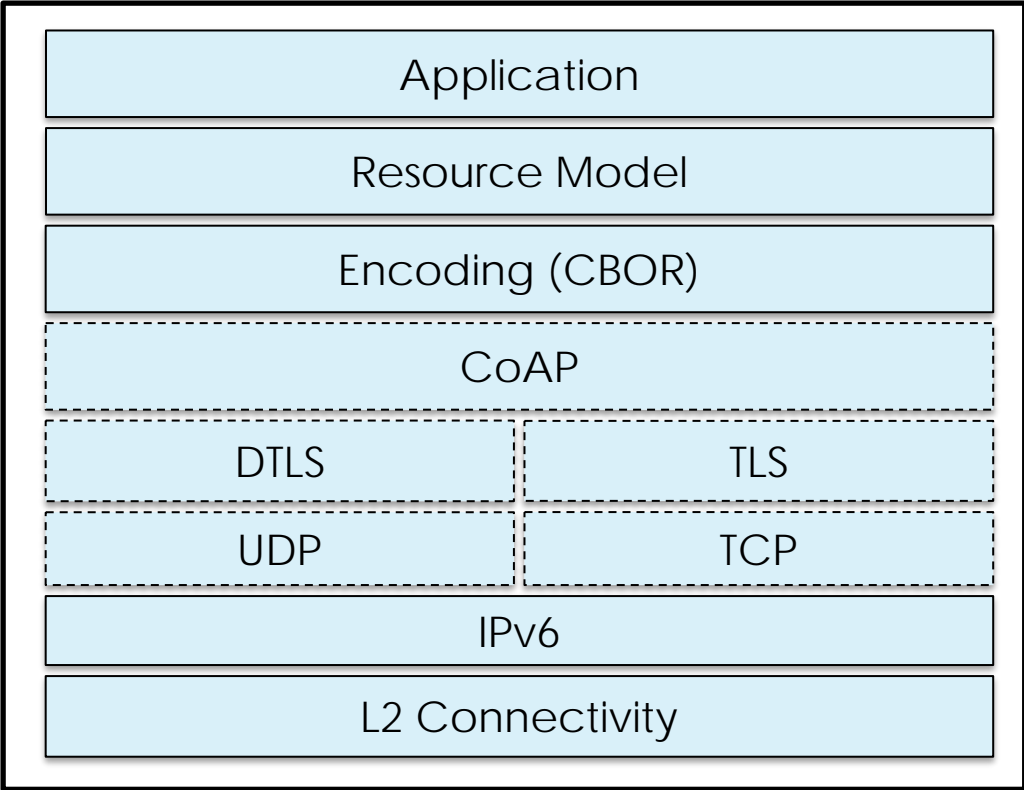 Application
Resource Model
Encoding (CBOR)
CoAP
DTLS
TLS
UDP
TCP
IPv6
L2 Connectivity